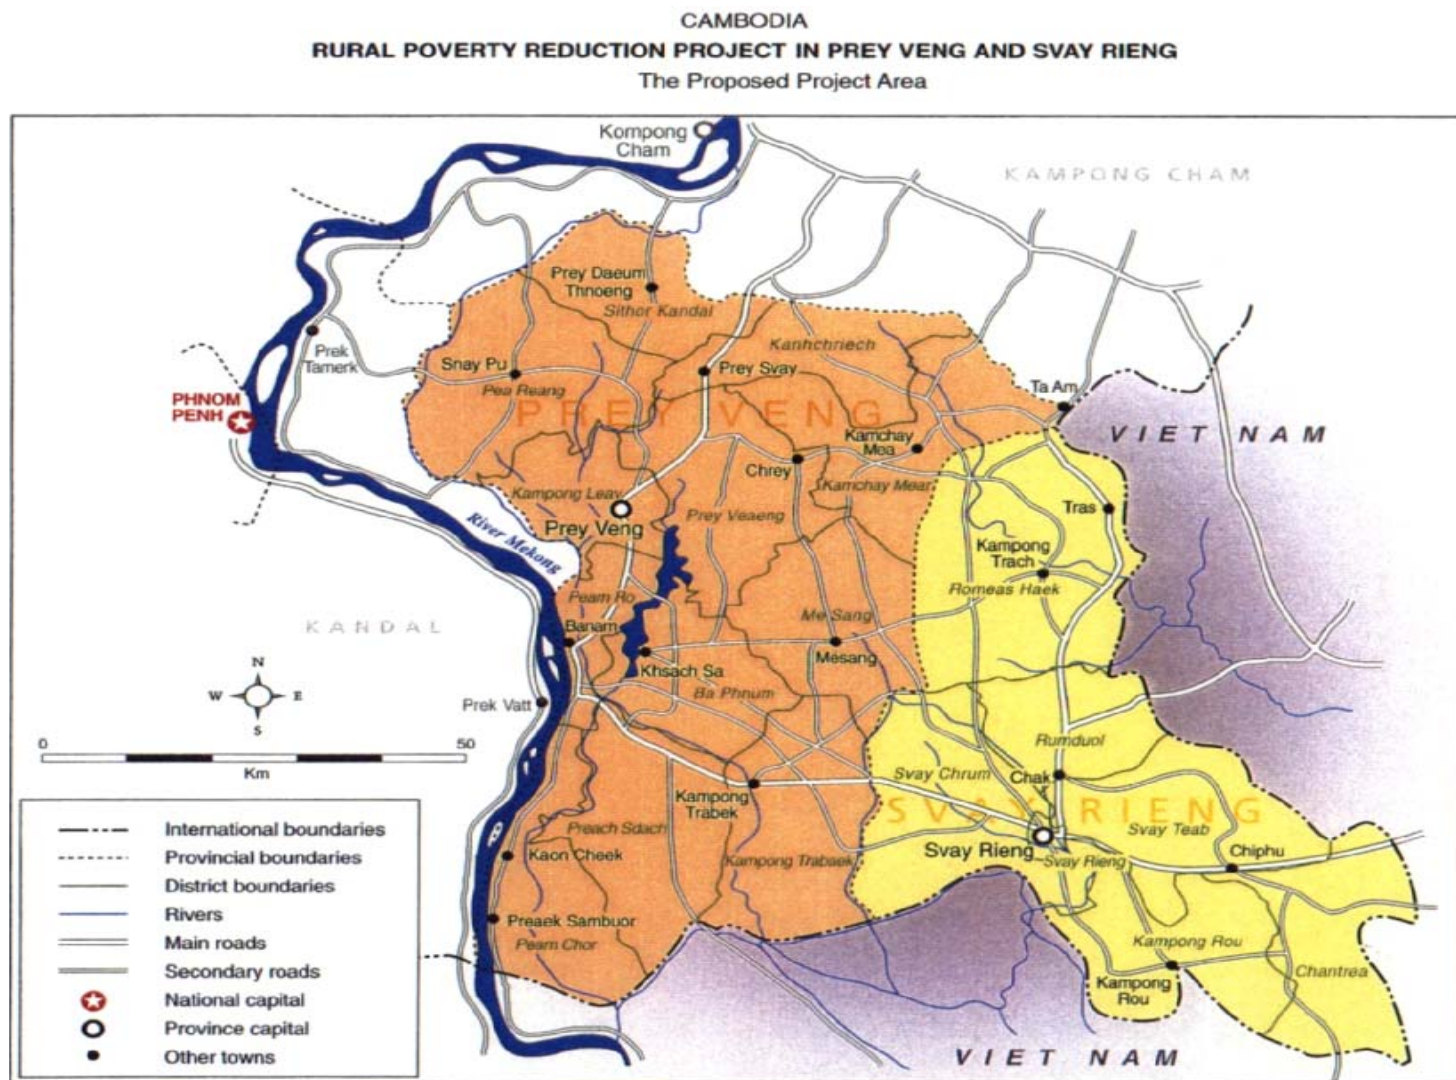 CAMBODIA
RURAL POVERTY REDUCTION PROJECT IN PREY VENG AND SVAY RIENG
The Proposed Project Area
Kompong
Cham
KAMPONG CHAM
Prey Daeum
Thnoeng
Sithor Kandal
Prek
Tamerk
Kanhchriech
Snay Pu
Prey Svay
Pea Reang
Ta Am
PHNOM
PENH
PREY VENG
VIET NAM
Kamchay
Mea
Chrey
Kamchay Mear
Kampong Leav
Prey Veng
Prey Veaeng
Tras
River Mekong
Kampong
Trach
Romeas Haek
Peam Ro
Me Sang
KANDAL
Banam
Mesang
Khsach Sa
N
W
E
S
Ba Phnum
Prek Vatt
Rumduol
0
50
Km
Svay Chrum
Chak
Kampong
Trabek
SVAY RIENG
Preach Sdach
Svay Teab
Svay Rieng
Svay Rieng
Chiphu
Kaon Cheek
Kampong Trabaek
Preaek Sambuor
Peam Chor
Kampong Rou
Chantrea
Kampong
Rou
VIET NAM
International boundaries
Provincial boundaries
District boundaries
Rivers
Main roads
Secondary roads
National capital
Province capital
Other towns